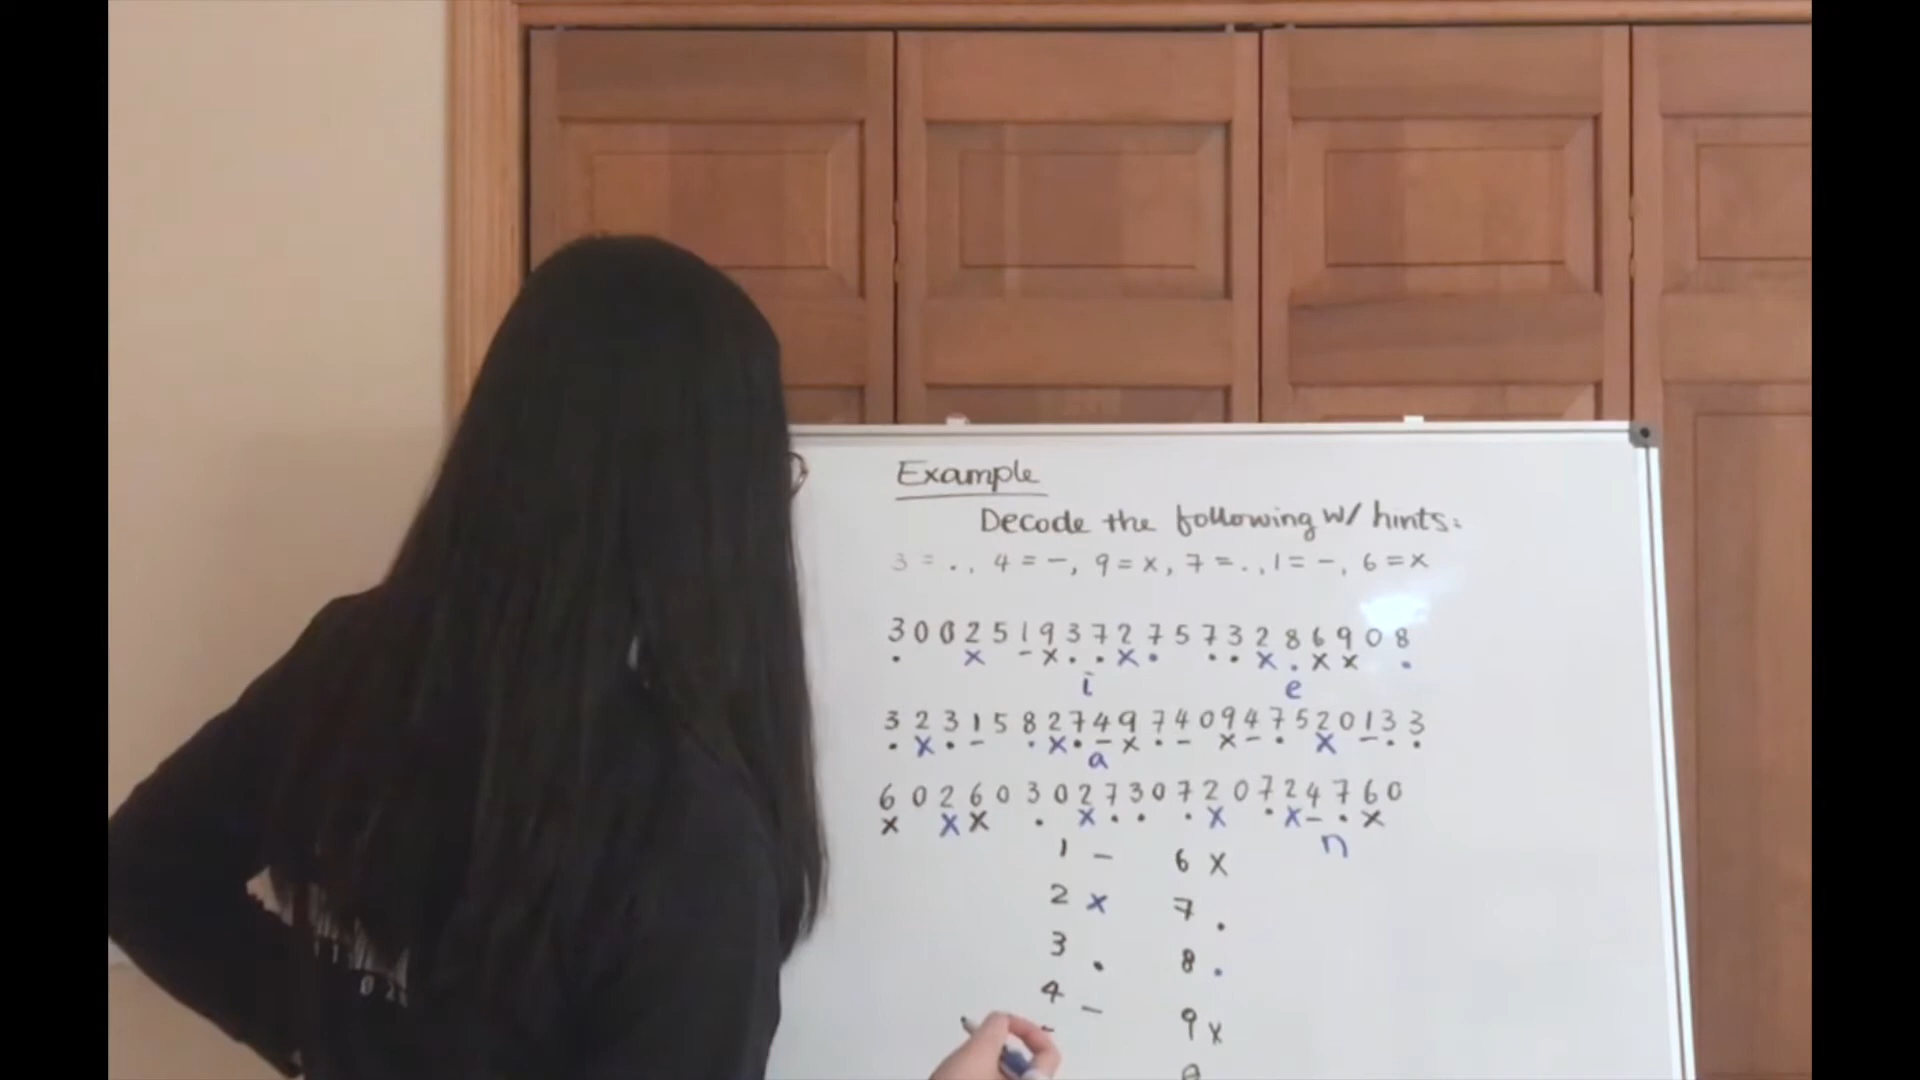 Example
Decode the following w/ hints:
3 = ., 4 = -, 9 = x, 7 = ., 1 = -, 6 = x
3 0 0 2 5 1 9 3 7 2 7 5 7 3 2 8 6 9 0 8
. x - x . . x . . . x . x x .
i e
3 2 3 1 5 8 2 7 4 9 7 4 0 9 4 7 5 2 0 1 3 3
. x . - . x . - x . - x - . x - . .
a
6 0 2 6 0 3 0 2 7 3 0 7 2 0 7 2 4 7 6 0
x x x . x . . . x . x - . x
n
1 - 6 x
2 x 7 .
3 . 8 .
4 - 9 x